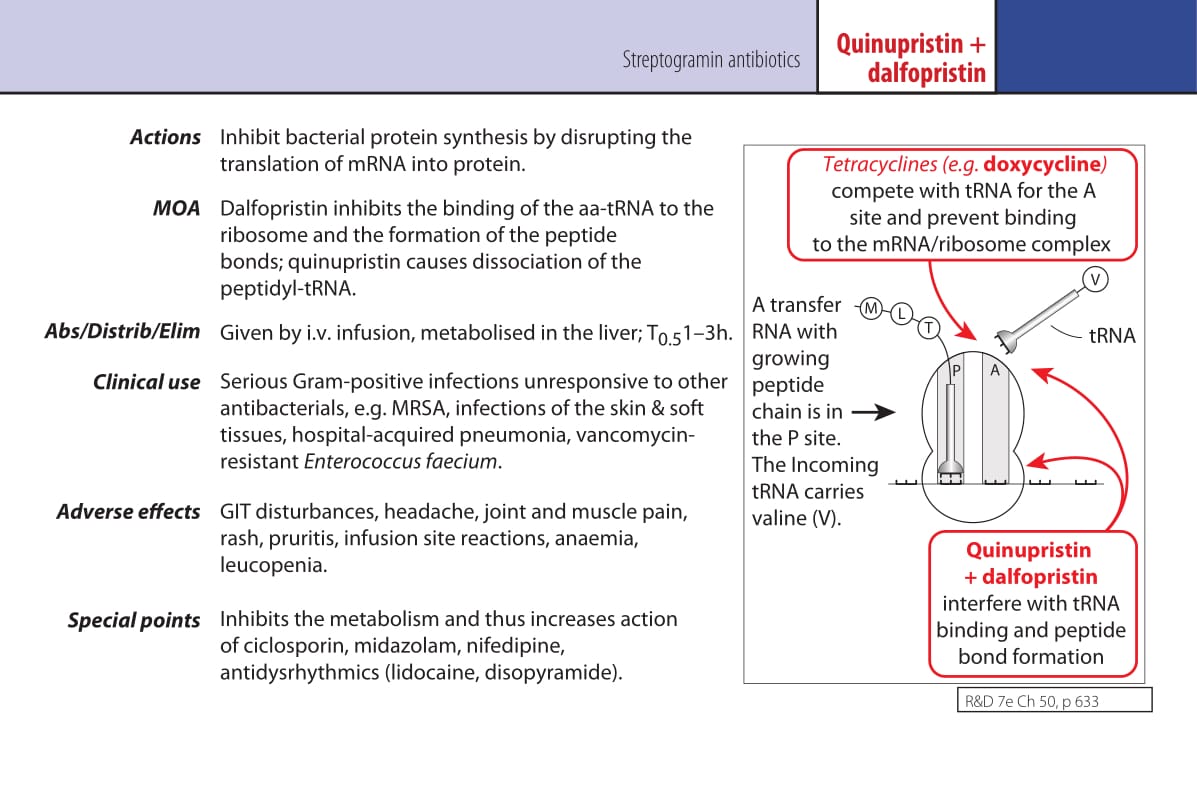 Streptogramin antibiotics
Quinupristin +
dalfopristin
Actions Inhibit bacterial protein synthesis by disrupting the
translation of mRNA into protein.
MOA Dalfopristin inhibits the binding of the aa-tRNA to the
ribosome and the formation of the peptide
bonds; quinupristin causes dissociation of the
peptidyl-tRNA.
Abs/Distrib/Elim Given by i.v. infusion, metabolised in the liver; T0.5 1–3h.
Clinical use Serious Gram-positive infections unresponsive to other
antibacterials, e.g. MRSA, infections of the skin & soft
tissues, hospital-acquired pneumonia, vancomycin-
resistant Enterococcus faecium.
Adverse effects GIT disturbances, headache, joint and muscle pain,
rash, pruritis, infusion site reactions, anaemia,
leucopenia.
Special points Inhibits the metabolism and thus increases action
of ciclosporin, midazolam, nifedipine,
antidysrhythmics (lidocaine, disopyramide).
Tetracyclines (e.g. doxycycline)
compete with tRNA for the A
site and prevent binding
to the mRNA/ribosome complex
A transfer
RNA with
growing
peptide
chain is in
the P site.
The Incoming
tRNA carries
valine (V).
M
L
T
V
tRNA
P
A
Quinupristin
+ dalfopristin
interfere with tRNA
binding and peptide
bond formation
R&D 7e Ch 50, p 633